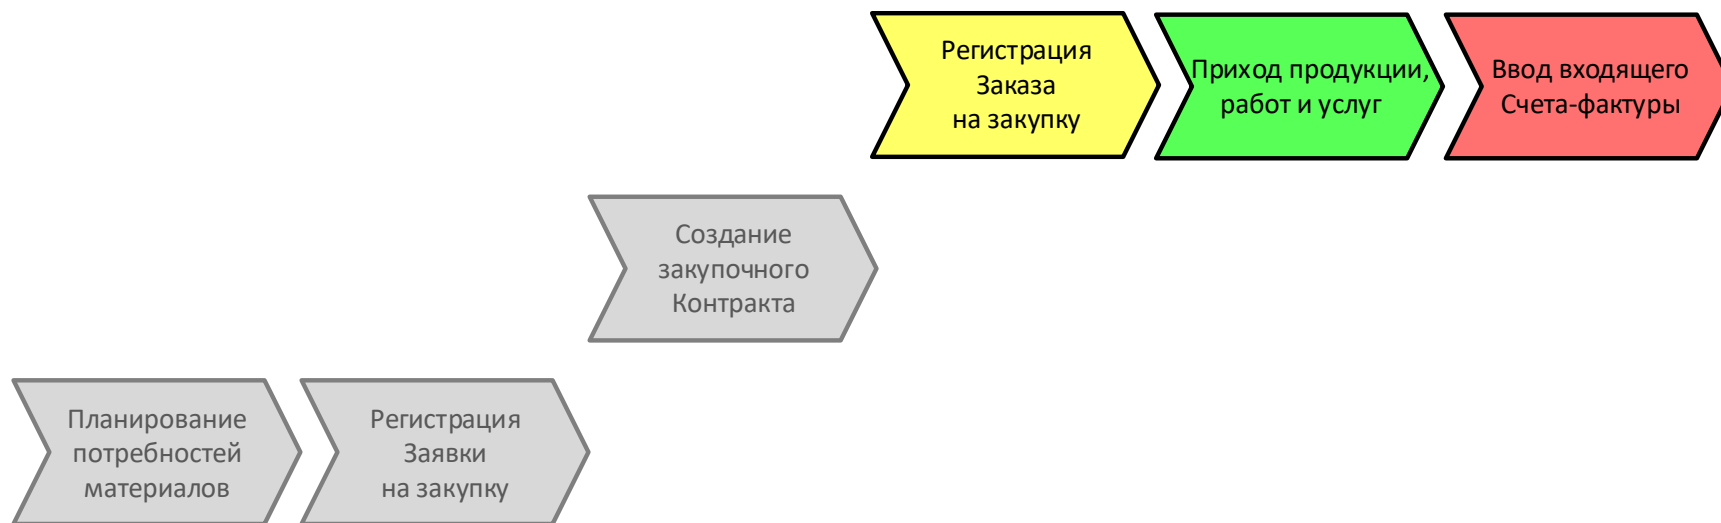 Регистрация
Заказа
на закупку
Приход продукции,
работ и услуг
Ввод входящего
Счета-фактуры
Создание
закупочного
Контракта
Планирование
потребностей
материалов
Регистрация
Заявки
на закупку